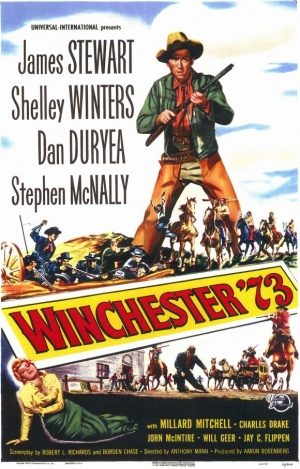 UNIVERSAL-INTERNATIONAL presents
James STEWART
Shelley WINTERS
Dan DURYEA
Stephen McNALLY
WINCHESTER '73
with MILLARD MITCHELL • CHARLES DRAKE
JOHN McINTIRE • WILL GEER • JAY C. FLIPPEN
Screenplay by ROBERT L. RICHARDS and BORDEN CHASE • Directed by ANTHONY MANN • Produced by AARON ROSENBERG